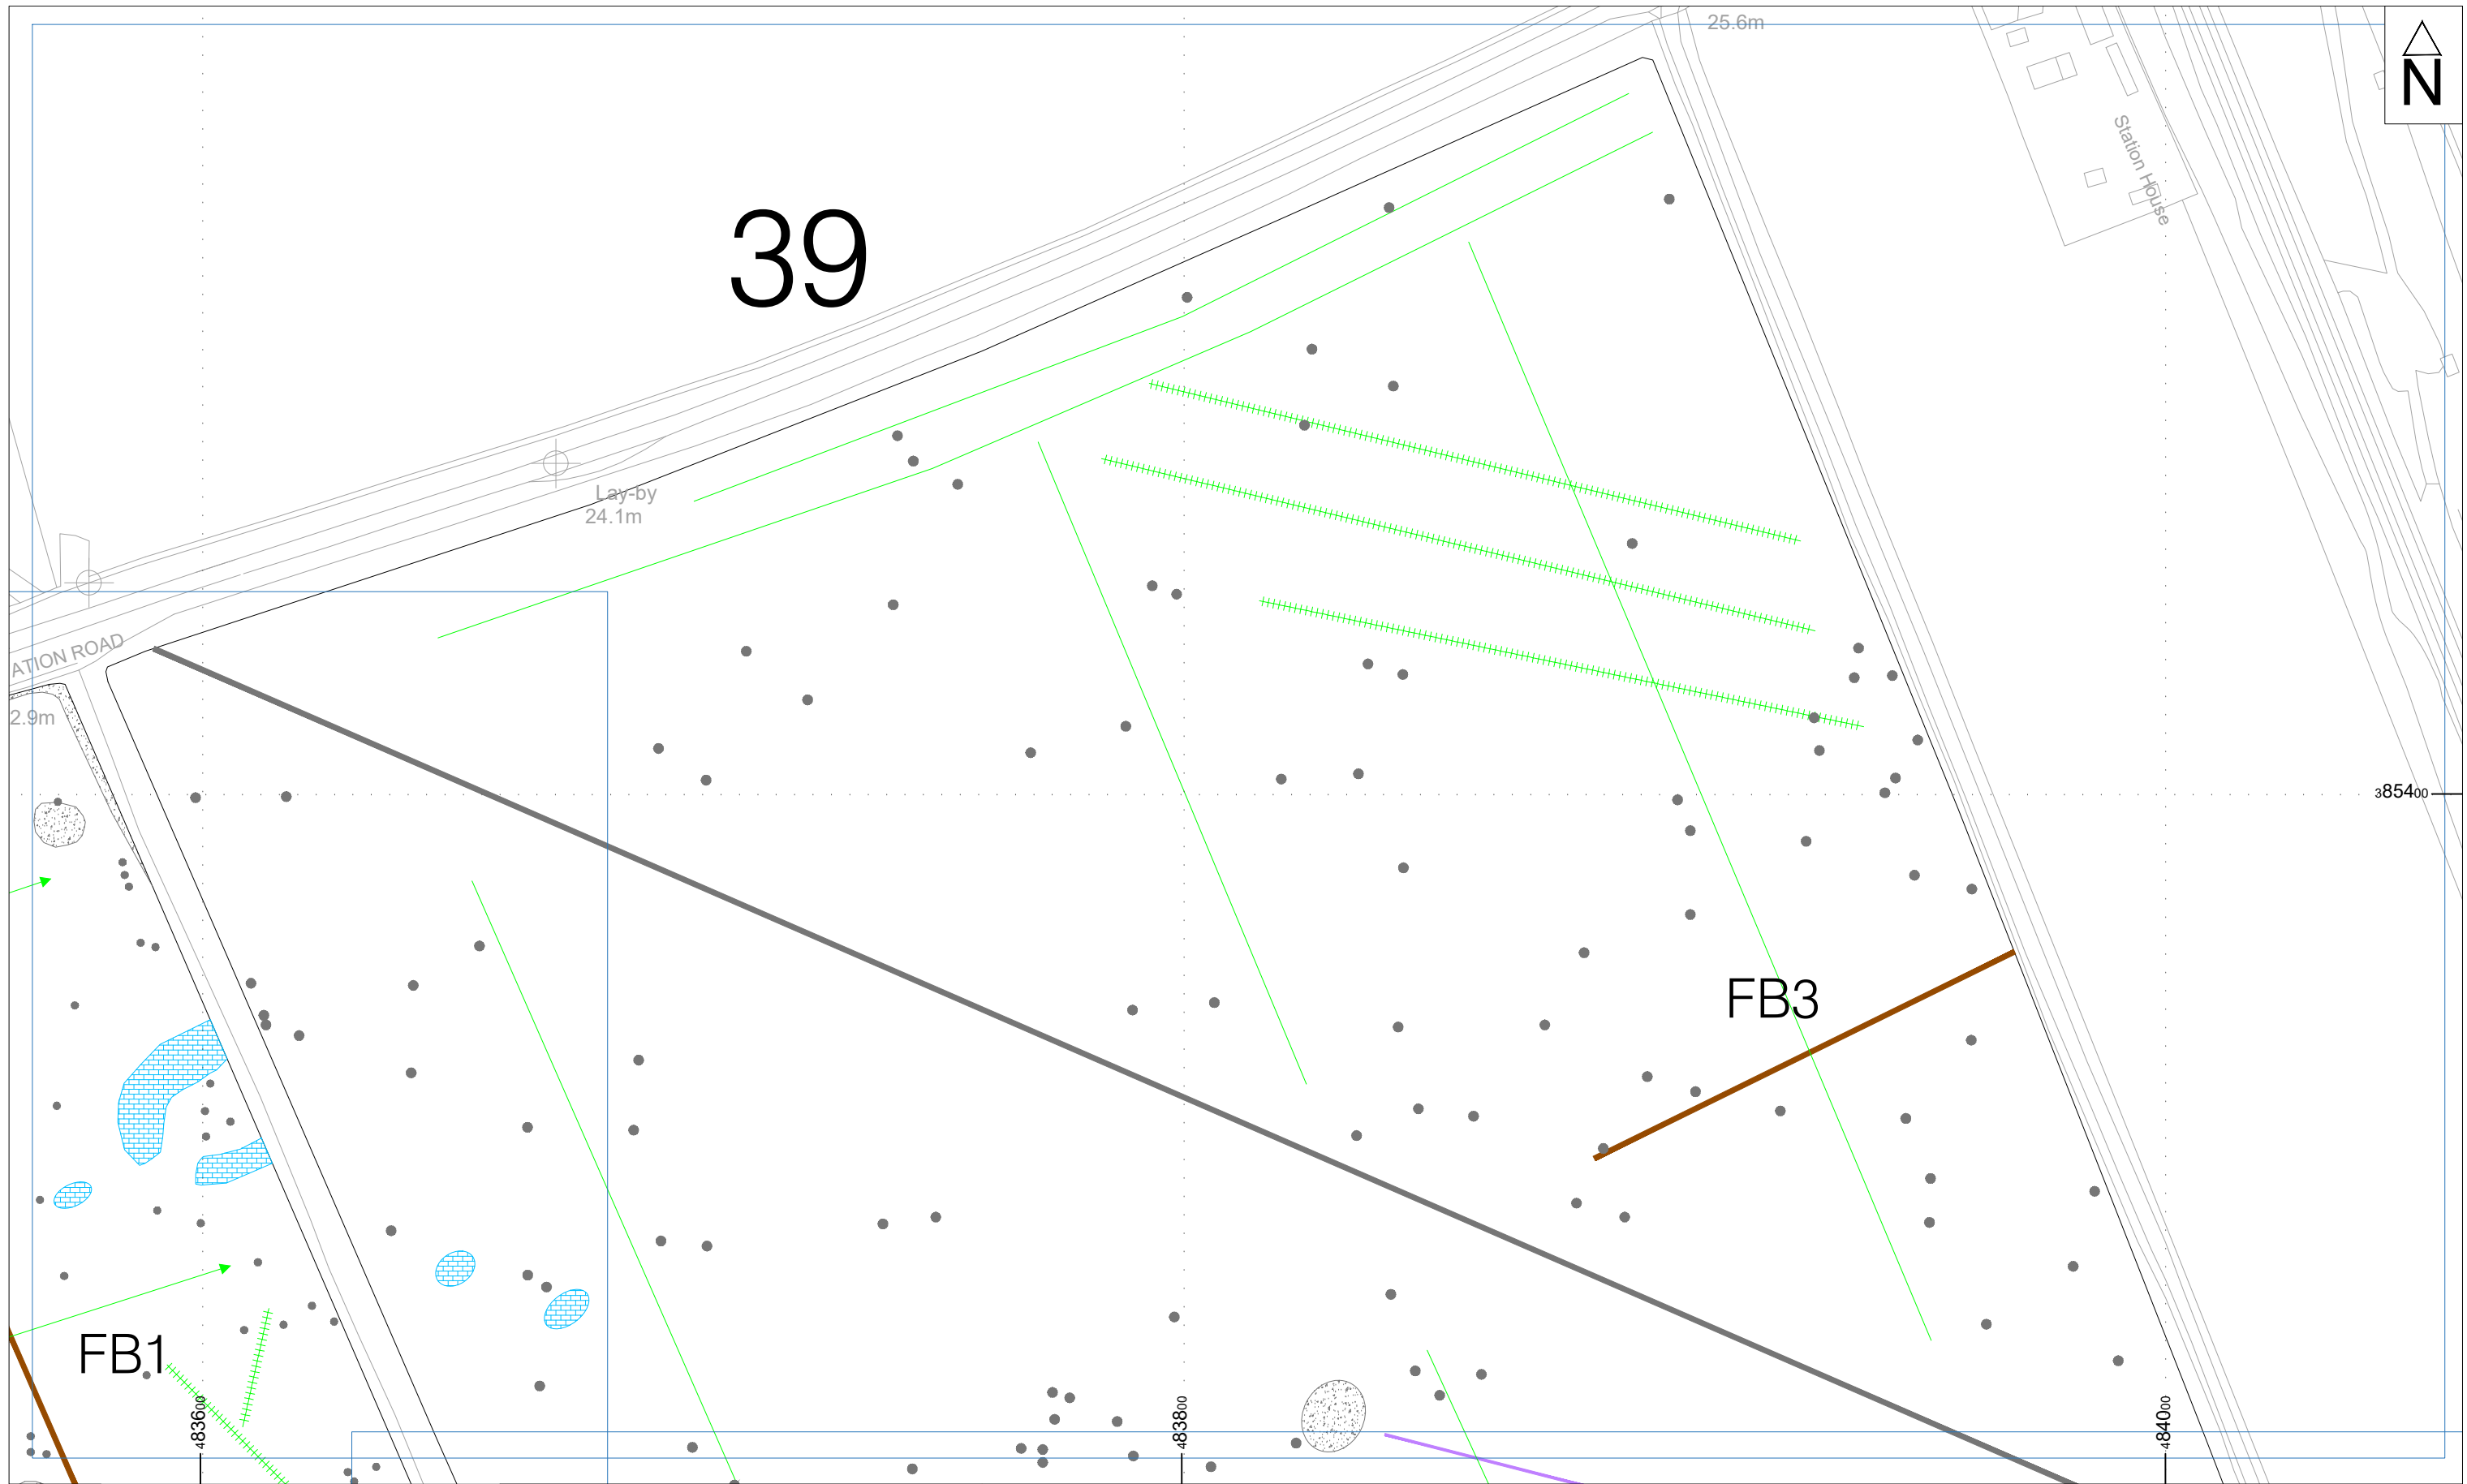 25.6m
N
Station House
39
Lay-by
24.1m
ATION ROAD
2.9m
385400
FB3
FB1
483600
483800
484000